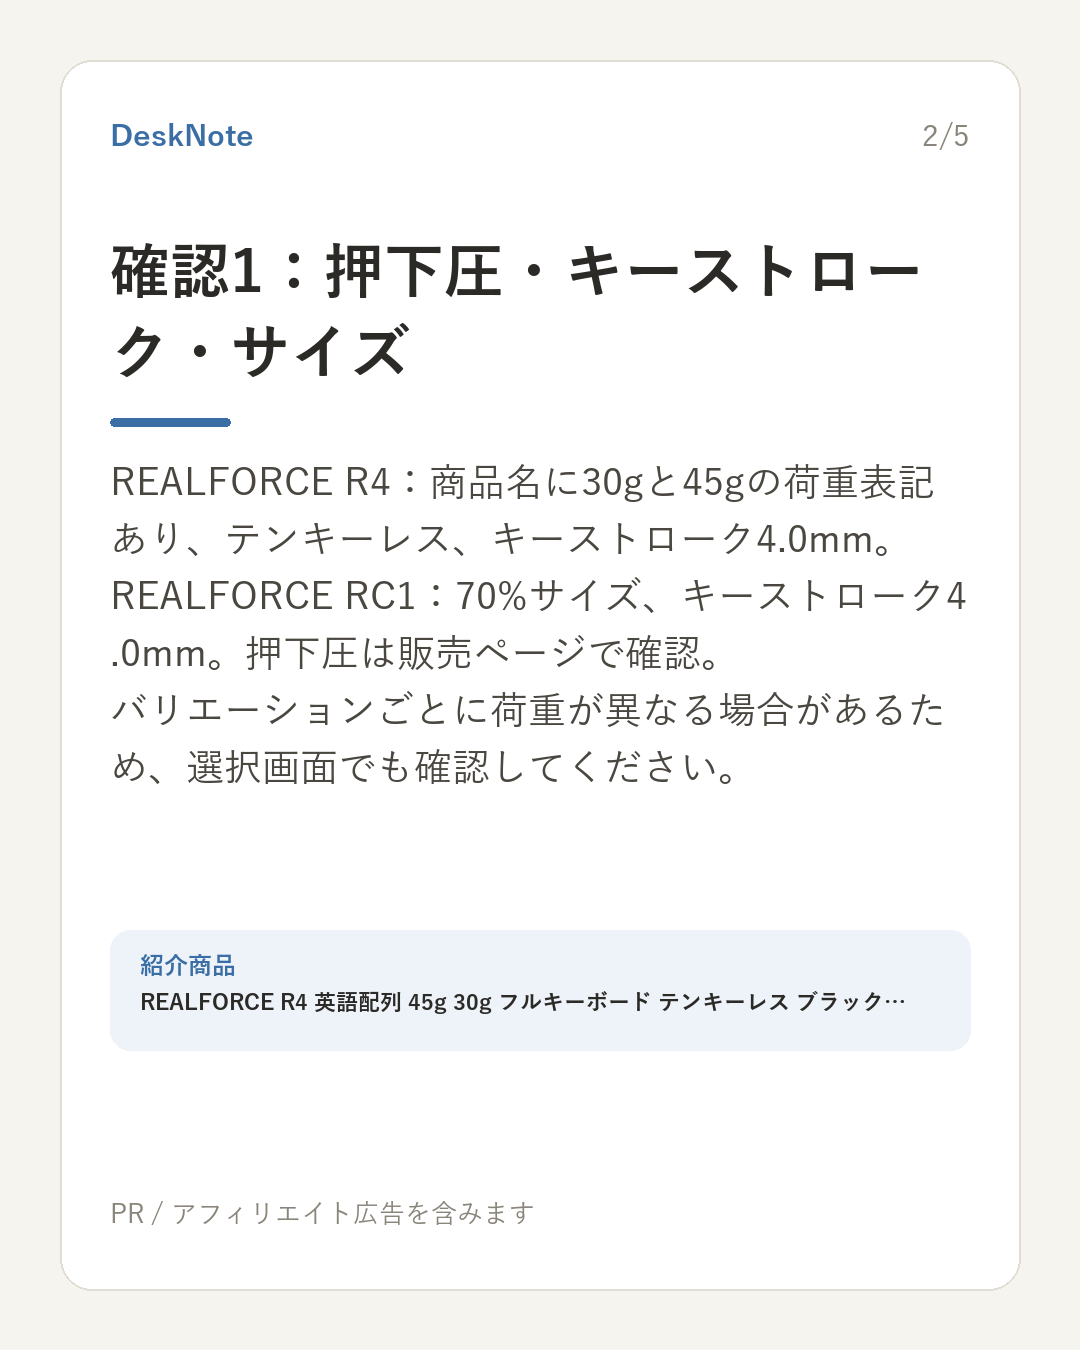 DeskNote
2/5
確認1：押下圧・キーストロー
ク・サイズ
REALFORCE R4：商品名に30gと45gの荷重表記
あり、テンキーレス、キーストローク4.0mm。
REALFORCE RC1：70%サイズ、キーストローク4
.0mm。押下圧は販売ページで確認。
バリエーションごとに荷重が異なる場合があるた
め、選択画面でも確認してください。
紹介商品
REALFORCE R4 英語配列 45g 30g フルキーボード テンキーレス ブラック…
PR / アフィリエイト広告を含みます